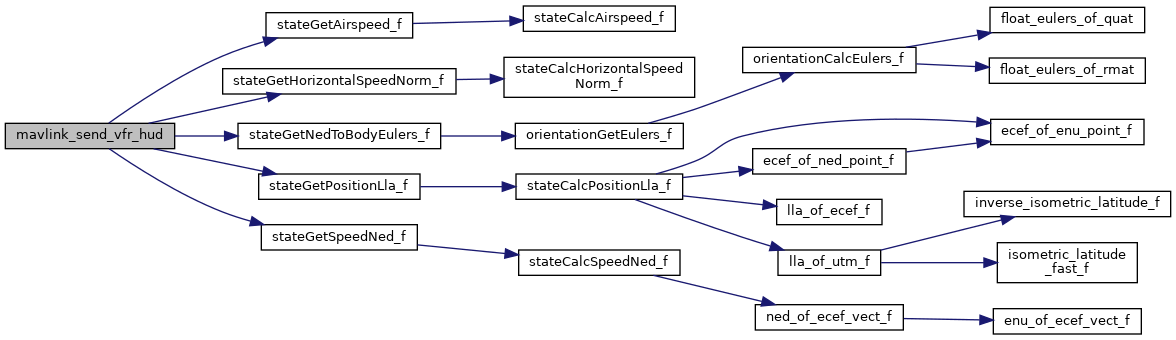 mavlink_send_vfr_hud
stateGetAirspeed_f
stateCalcAirspeed_f
stateGetHorizontalSpeedNorm_f
stateCalcHorizontalSpeed
Norm_f
stateGetNedToBodyEulers_f
orientationGetEulers_f
orientationCalcEulers_f
float_eulers_of_quat
float_eulers_of_rmat
stateGetPositionLla_f
stateCalcPositionLla_f
ecef_of_enu_point_f
ecef_of_ned_point_f
lla_of_ecef_f
lla_of_utm_f
inverse_isometric_latitude_f
isometric_latitude
_fast_f
stateGetSpeedNed_f
stateCalcSpeedNed_f
ned_of_ecef_vect_f
enu_of_ecef_vect_f